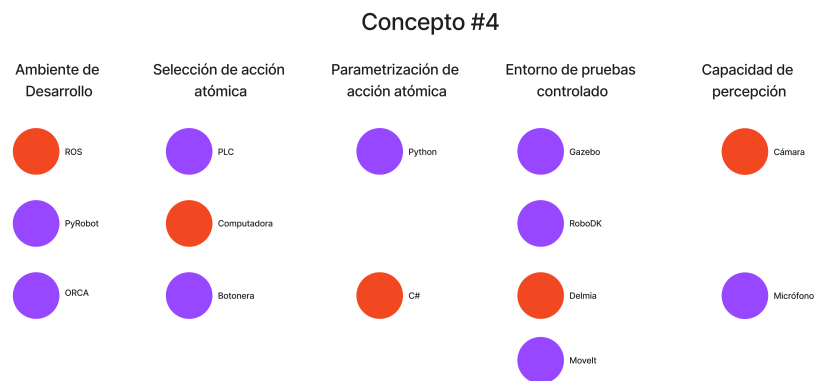 Concepto #4
Ambiente de
Desarrollo
Selección de acción
atómica
Parametrización de
acción atómica
Entorno de pruebas
controlado
Capacidad de
percepción
ROS
PLC
Python
Gazebo
Cámara
PyRobot
Computadora
RoboDK
ORCA
Botonera
C#
Delmia
Micrófono
MoveIt